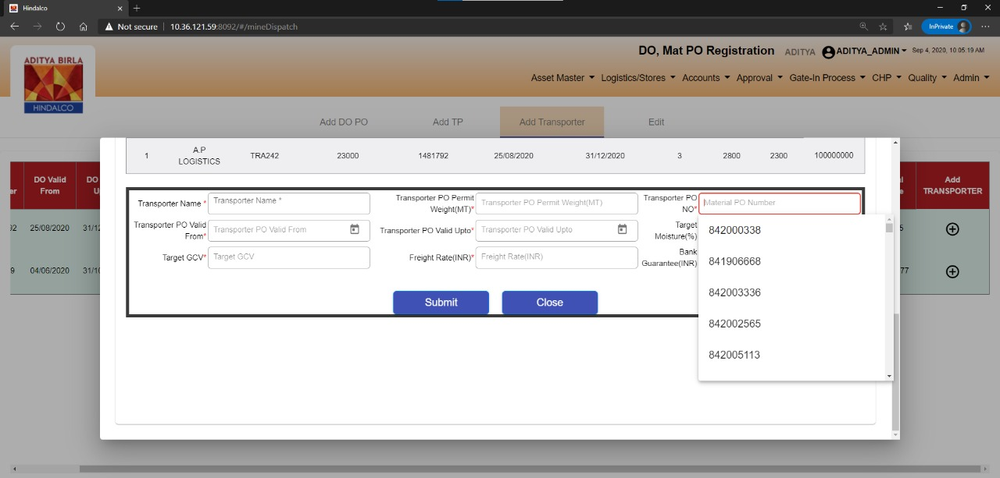 Hindalco
Not secure 10.36.121.59:8092/#/mineDispatch
InPrivate
ADITYA BIRLA
HINDALCO
DO, Mat PO Registration ADITYA ADITYA_ADMIN Sep 4, 2020, 10:05:19 AM
Asset Master Logistics/Stores Accounts Approval Gate-In Process CHP Quality Admin
Add DO PO Add TP Add Transporter Edit
1 A.P LOGISTICS TRA242 23000 1481792 25/08/2020 31/12/2020 3 2800 2300 100000000
er DO Valid From DO Add TRANSPORTER
92 25/08/2020 31/12 5
9 04/06/2020 31/10 77
Transporter Name * Transporter Name * Transporter PO Permit Weight(MT)* Transporter PO Permit Weight(MT) Transporter PO NO* Material PO Number
Transporter PO Valid From* Transporter PO Valid From Transporter PO Valid Upto* Transporter PO Valid Upto Target Moisture(%)
Target GCV* Target GCV Freight Rate(INR)* Freight Rate(INR) Bank Guarantee(INR)
842000338
841906668
842003336
842002565
842005113
Submit Close